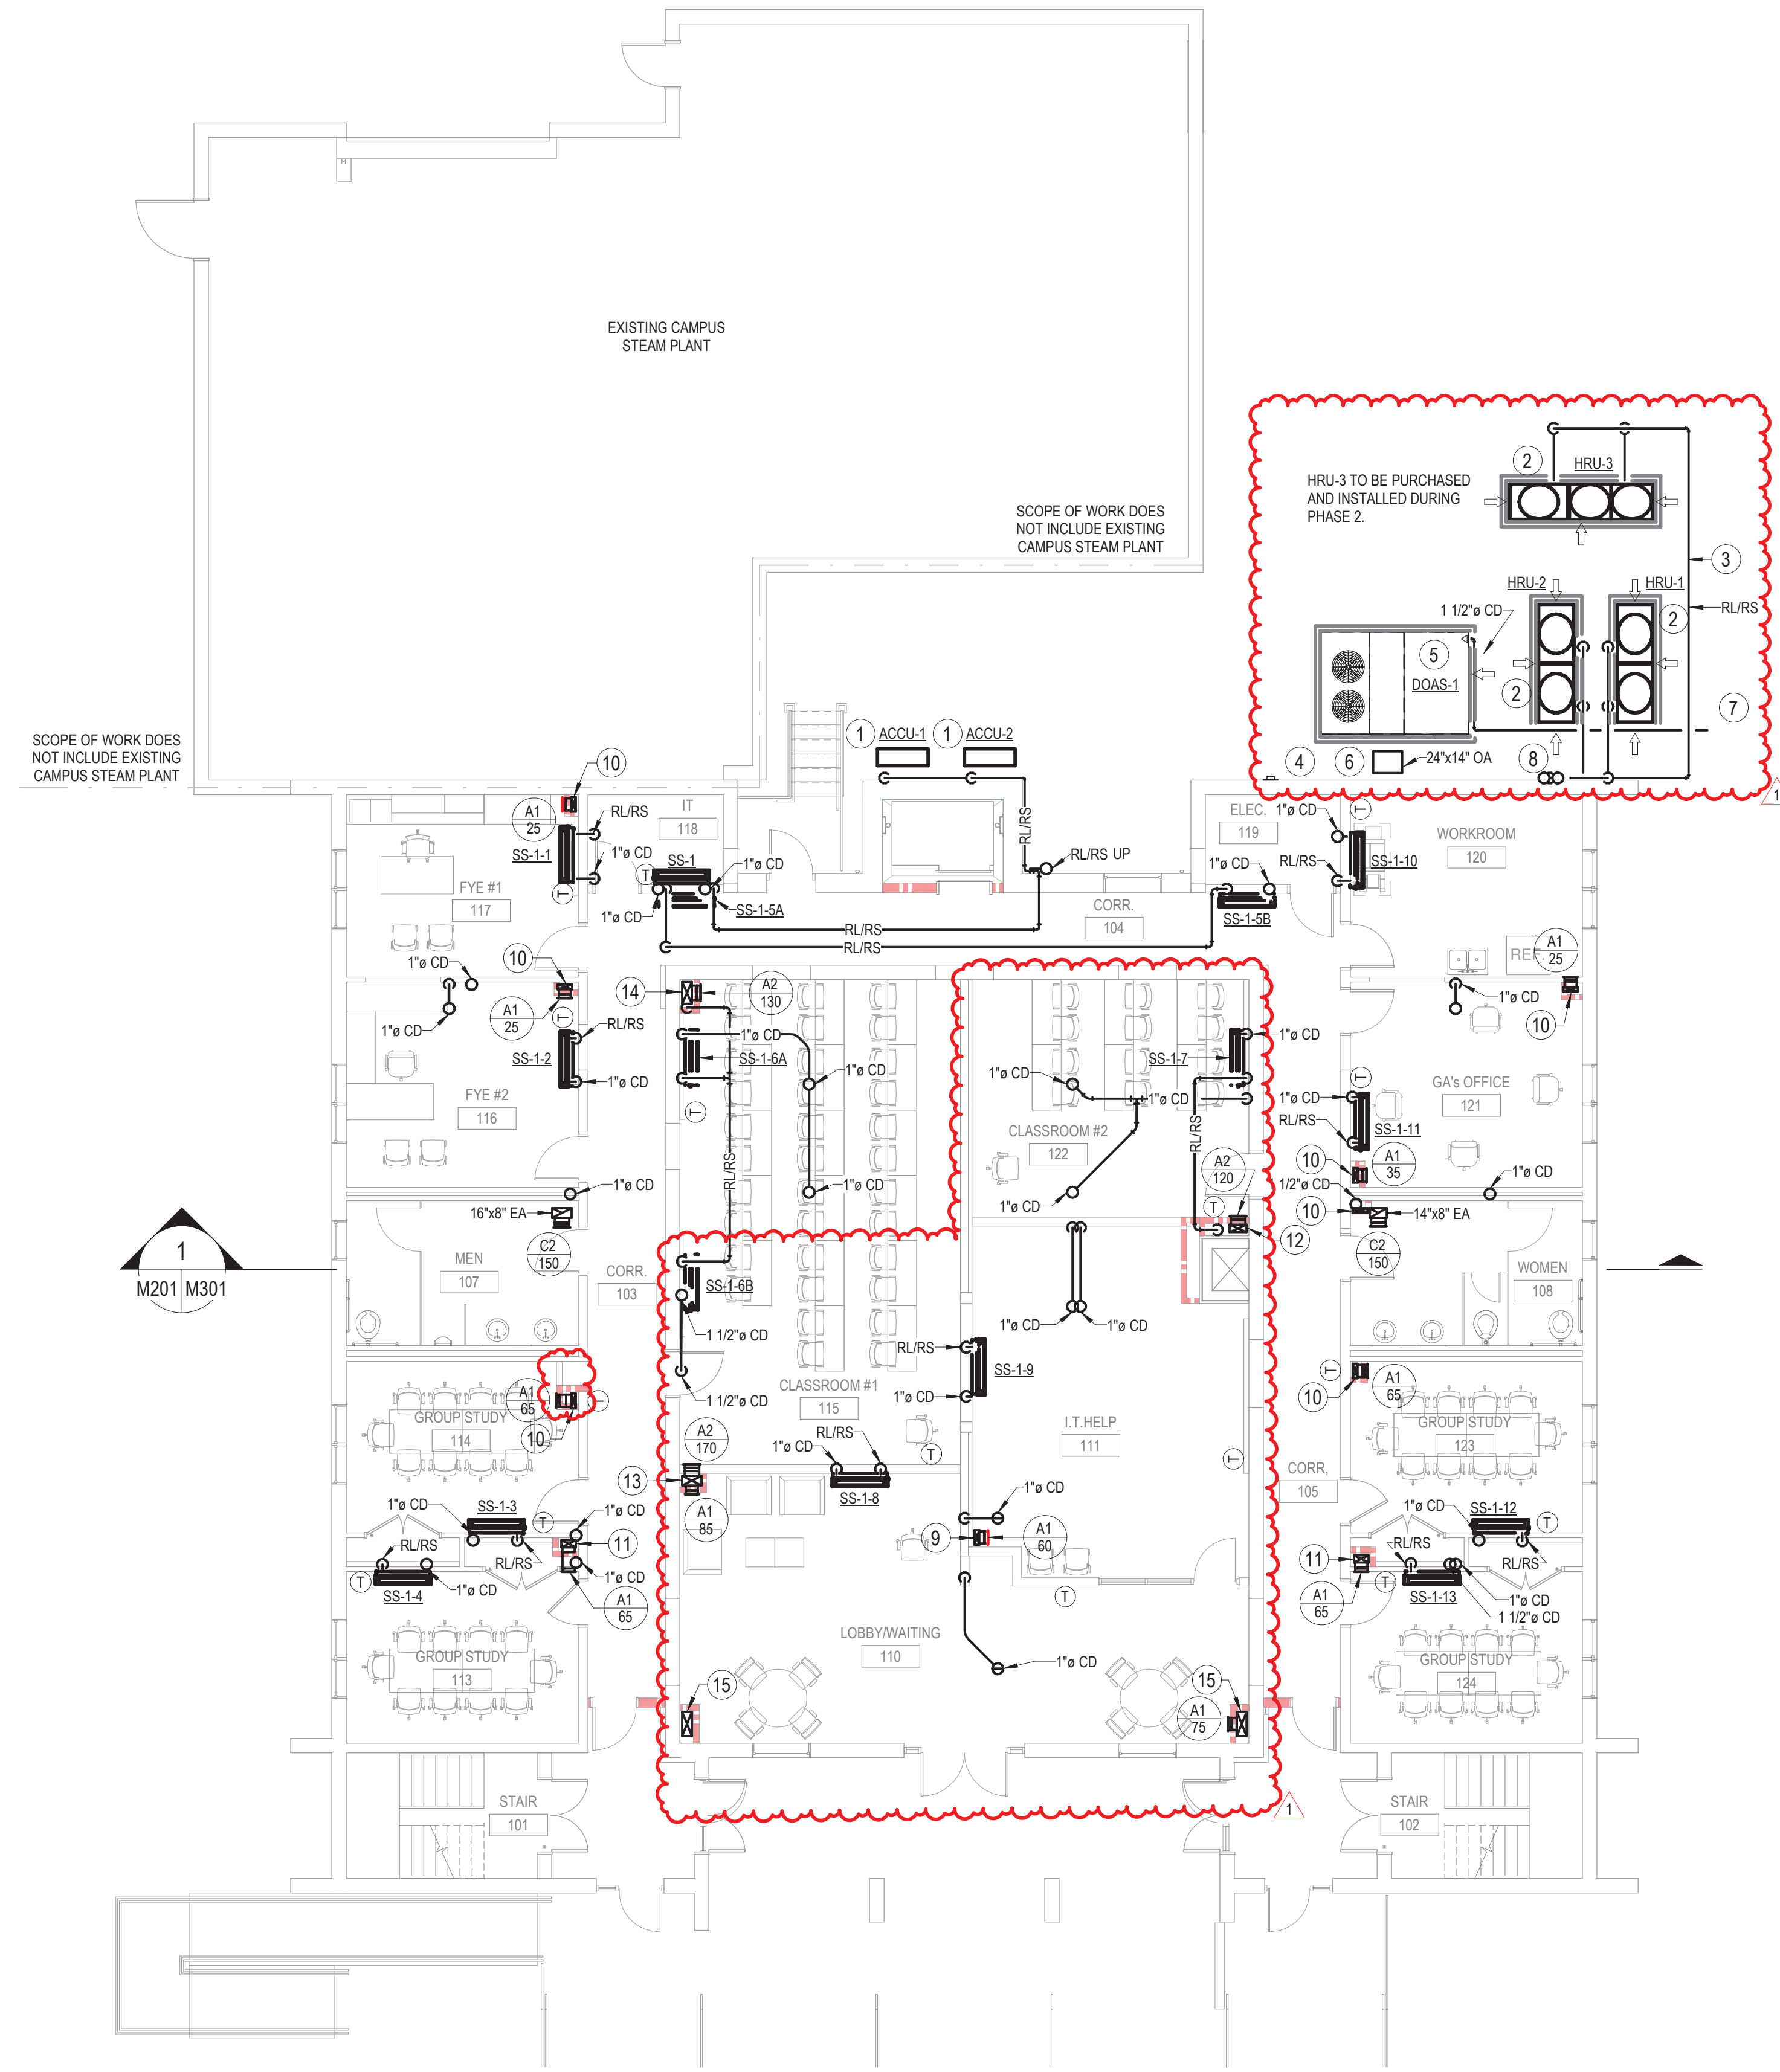 M
EXISTING CAMPUS
STEAM PLANT
SCOPE OF WORK DOES
NOT INCLUDE EXISTING
CAMPUS STEAM PLANT
HRU-3 TO BE PURCHASED
AND INSTALLED DURING
PHASE 2.
2
HRU-3
3
HRU-2
HRU-1
RL/RS
1 1/2"ø CD
2
5
DOAS-1
2
7
4
6
24"x14" OA
8
1
SCOPE OF WORK DOES
NOT INCLUDE EXISTING
CAMPUS STEAM PLANT
1
ACCU-1
1
ACCU-2
10
A1
25
RL/RS
SS-1-1
1"ø CD
T
FYE #1
117
IT
118
T
SS-1
1"ø CD
1"ø CD
SS-1-5A
RL/RS
RL/RS UP
RL/RS
RL/RS
CORR.
104
ELEC.
119
1"ø CD
1"ø CD
SS-1-5B
RL/RS
T
SS-1-10
WORKROOM
120
REF.
A1
25
10
1"ø CD
1"ø CD
10
A1
25
T
RL/RS
SS-1-2
1"ø CD
FYE #2
116
1"ø CD
14
A2
130
1"ø CD
SS-1-6A
1"ø CD
T
RL/RS
1"ø CD
SS-1-7
1"ø CD
1"ø CD
1"ø CD
RL/RS
CLASSROOM #2
122
A2
120
T
1"ø CD
12
1"ø CD
T
1"ø CD
RL/RS
SS-1-11
GA's OFFICE
121
10
A1
35
1/2"ø CD
1"ø CD
10
14"x8" EA
C2
150
WOMEN
108
16"x8" EA
C2
150
MEN
107
1
M201
M301
CORR.
103
SS-1-6B
1 1/2"ø CD
1 1/2"ø CD
1"ø CD
1"ø CD
RL/RS
SS-1-9
1"ø CD
CLASSROOM #1
115
T
I.T.HELP
111
T
A1
65
T
10
GROUP STUDY
114
T
10
A1
65
GROUP STUDY
123
CORR,
105
A2
170
13
A1
85
1"ø CD
RL/RS
SS-1-8
1"ø CD
9
A1
60
T
1"ø CD
SS-1-3
T
1"ø CD
RL/RS
RL/RS
11
T
SS-1-4
1"ø CD
1"ø CD
A1
65
1"ø CD
SS-1-12
T
RL/RS
RL/RS
11
T
SS-1-13
1"ø CD
1 1/2"ø CD
A1
65
GROUP STUDY
113
LOBBY/WAITING
110
1"ø CD
GROUP STUDY
124
15
15
A1
75
1
STAIR
101
STAIR
102